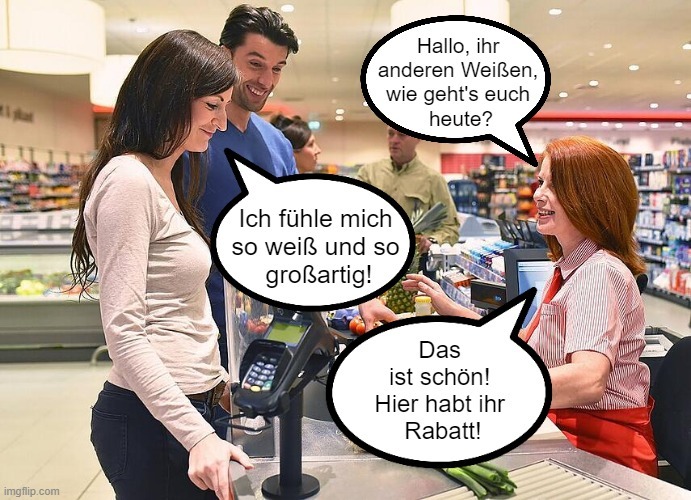 Hallo, ihr
anderen Weißen,
wie geht's euch
heute?
Ich fühle mich
so weiß und so
großartig!
Das
ist schön!
Hier habt ihr
Rabatt!
imgflip.com